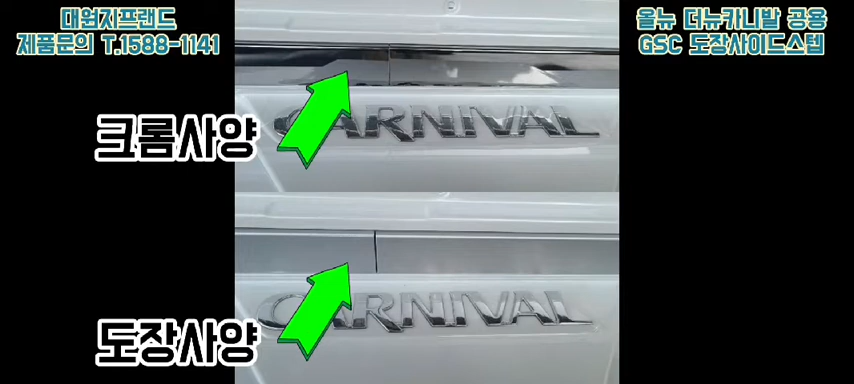 대원지프랜드
제품문의 T.1588-1141
올뉴 더뉴카니발 공용
GSC 도장사이드스텝
크롬사양
CARNIVAL
도장사양
CARNIVAL